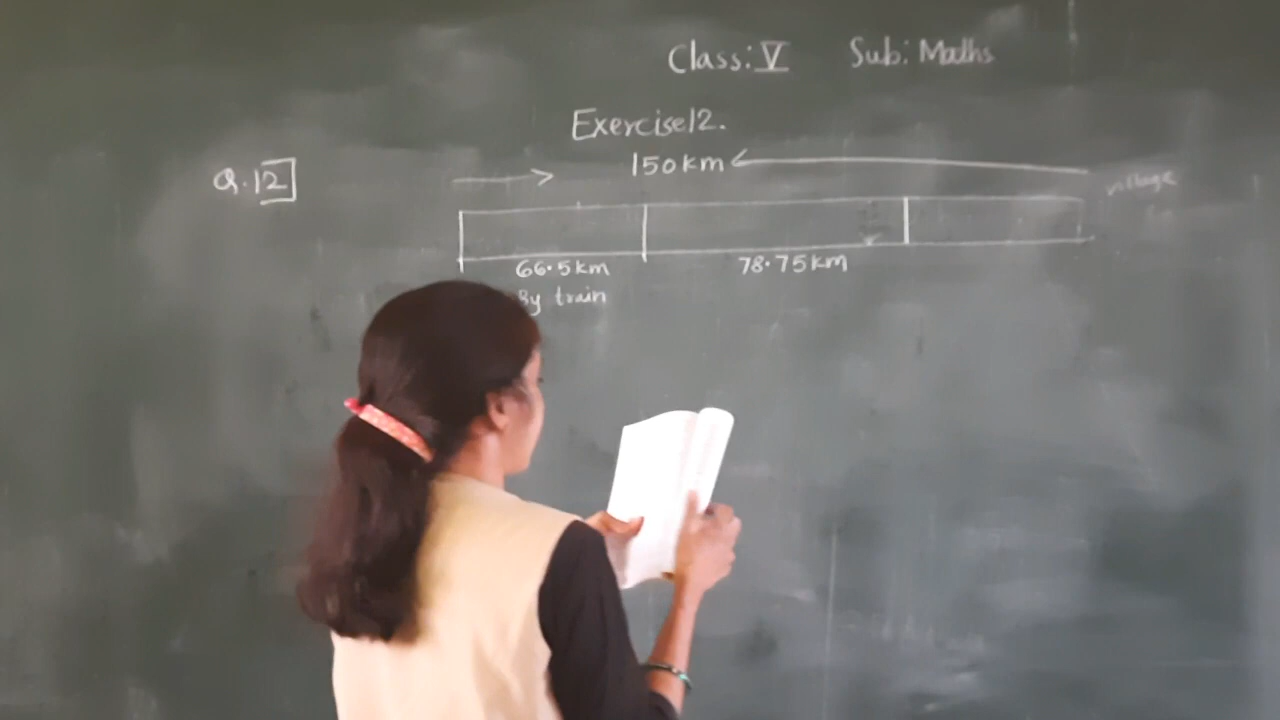 Class: V Sub: Maths
Exercise 12.
Q.12
150 km
village
66.5 km 78.75 km
By train